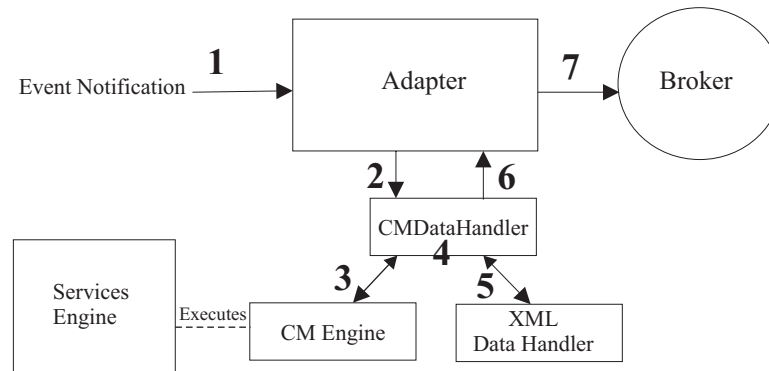 1
Event Notification
Adapter
7
Broker
2
6
CMDataHandler
4
3
5
Services
Engine
Executes
CM Engine
XML
Data Handler